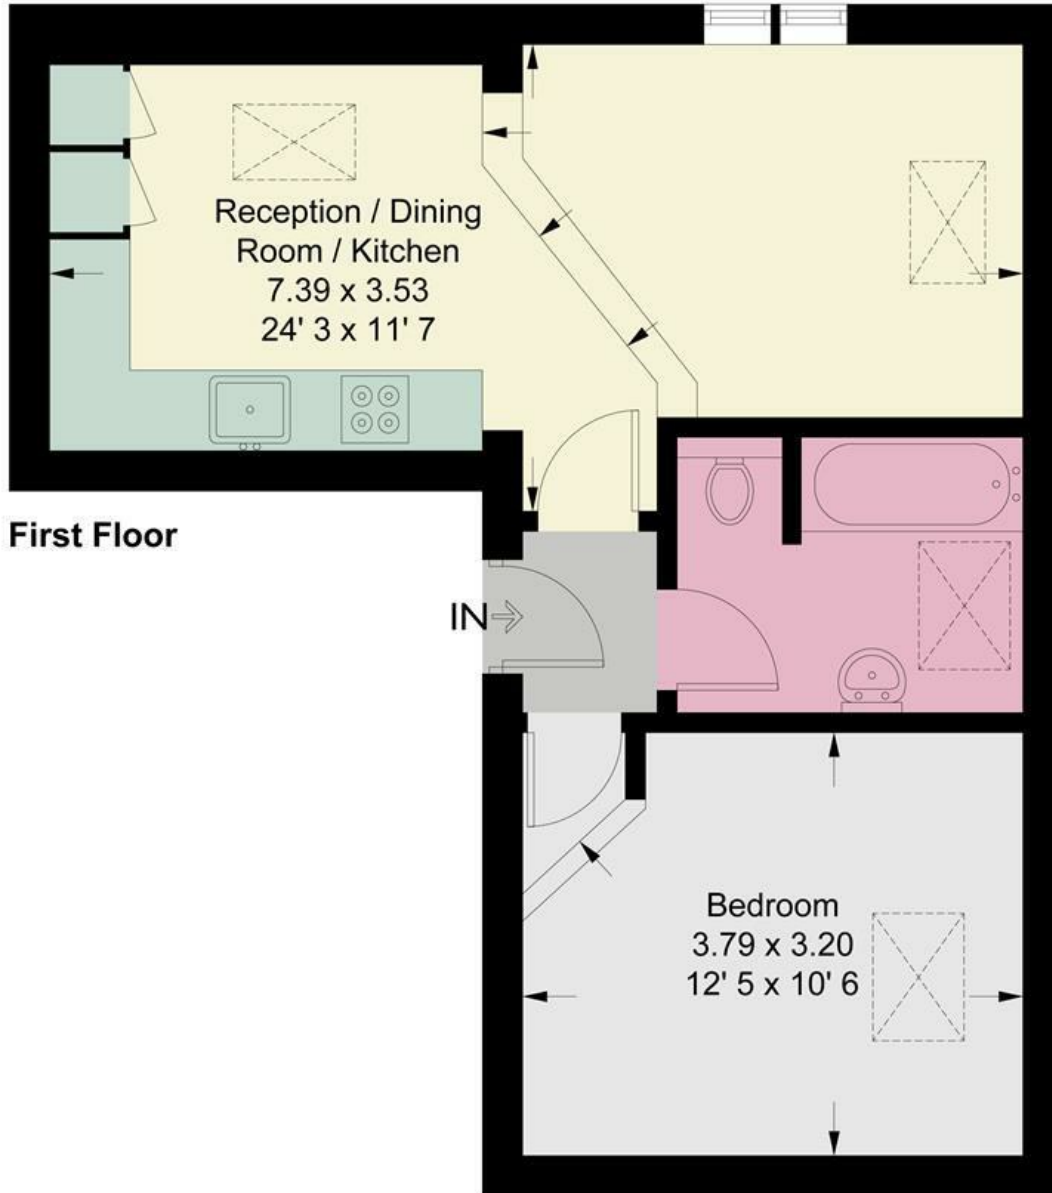 Reception / Dining
Room / Kitchen
7.39 x 3.53
24' 3 x 11' 7
First Floor
IN
Bedroom
3.79 x 3.20
12' 5 x 10' 6